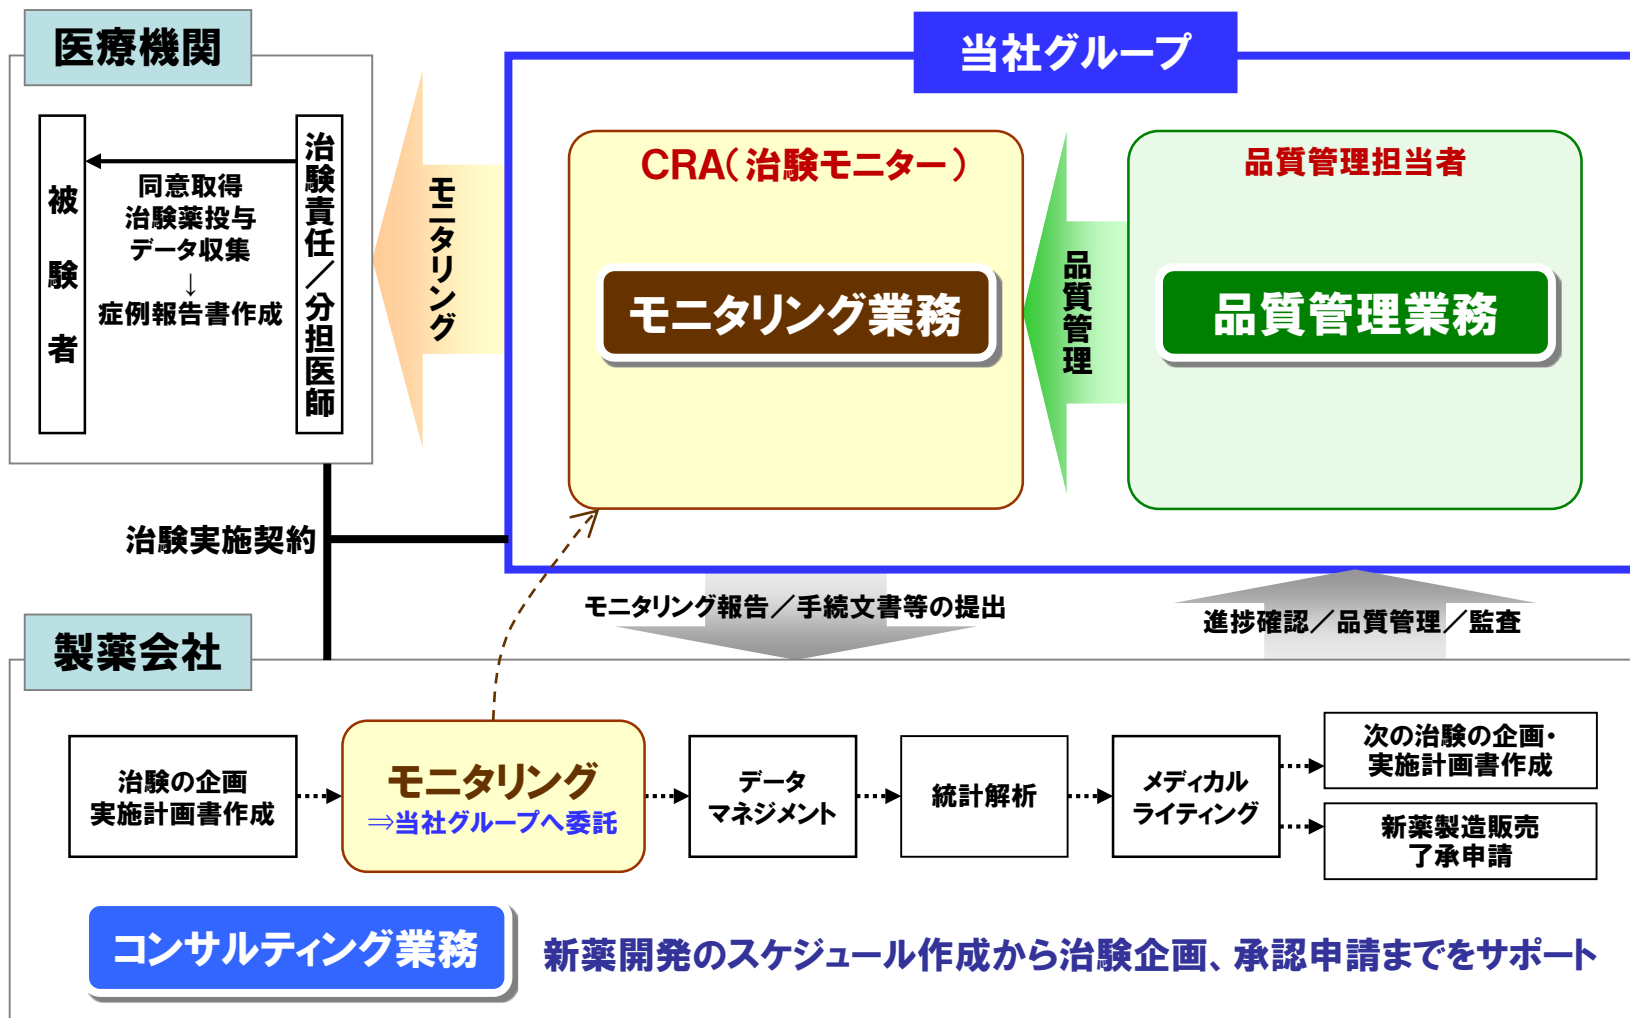 医療機関
当社グループ
被験者
同意取得
治験薬投与
データ収集
↓
症例報告書作成
治験責任／分担医師
モニタリング
CRA（治験モニター）
モニタリング業務
品質管理
品質管理担当者
品質管理業務
治験実施契約
モニタリング報告／手続文書等の提出
進捗確認／品質管理／監査
製薬会社
治験の企画
実施計画書作成
モニタリング
⇒当社グループへ委託
データ
マネジメント
統計解析
メディカル
ライティング
次の治験の企画・
実施計画書作成
新薬製造販売
了承申請
コンサルティング業務
新薬開発のスケジュール作成から治験企画、承認申請までをサポート